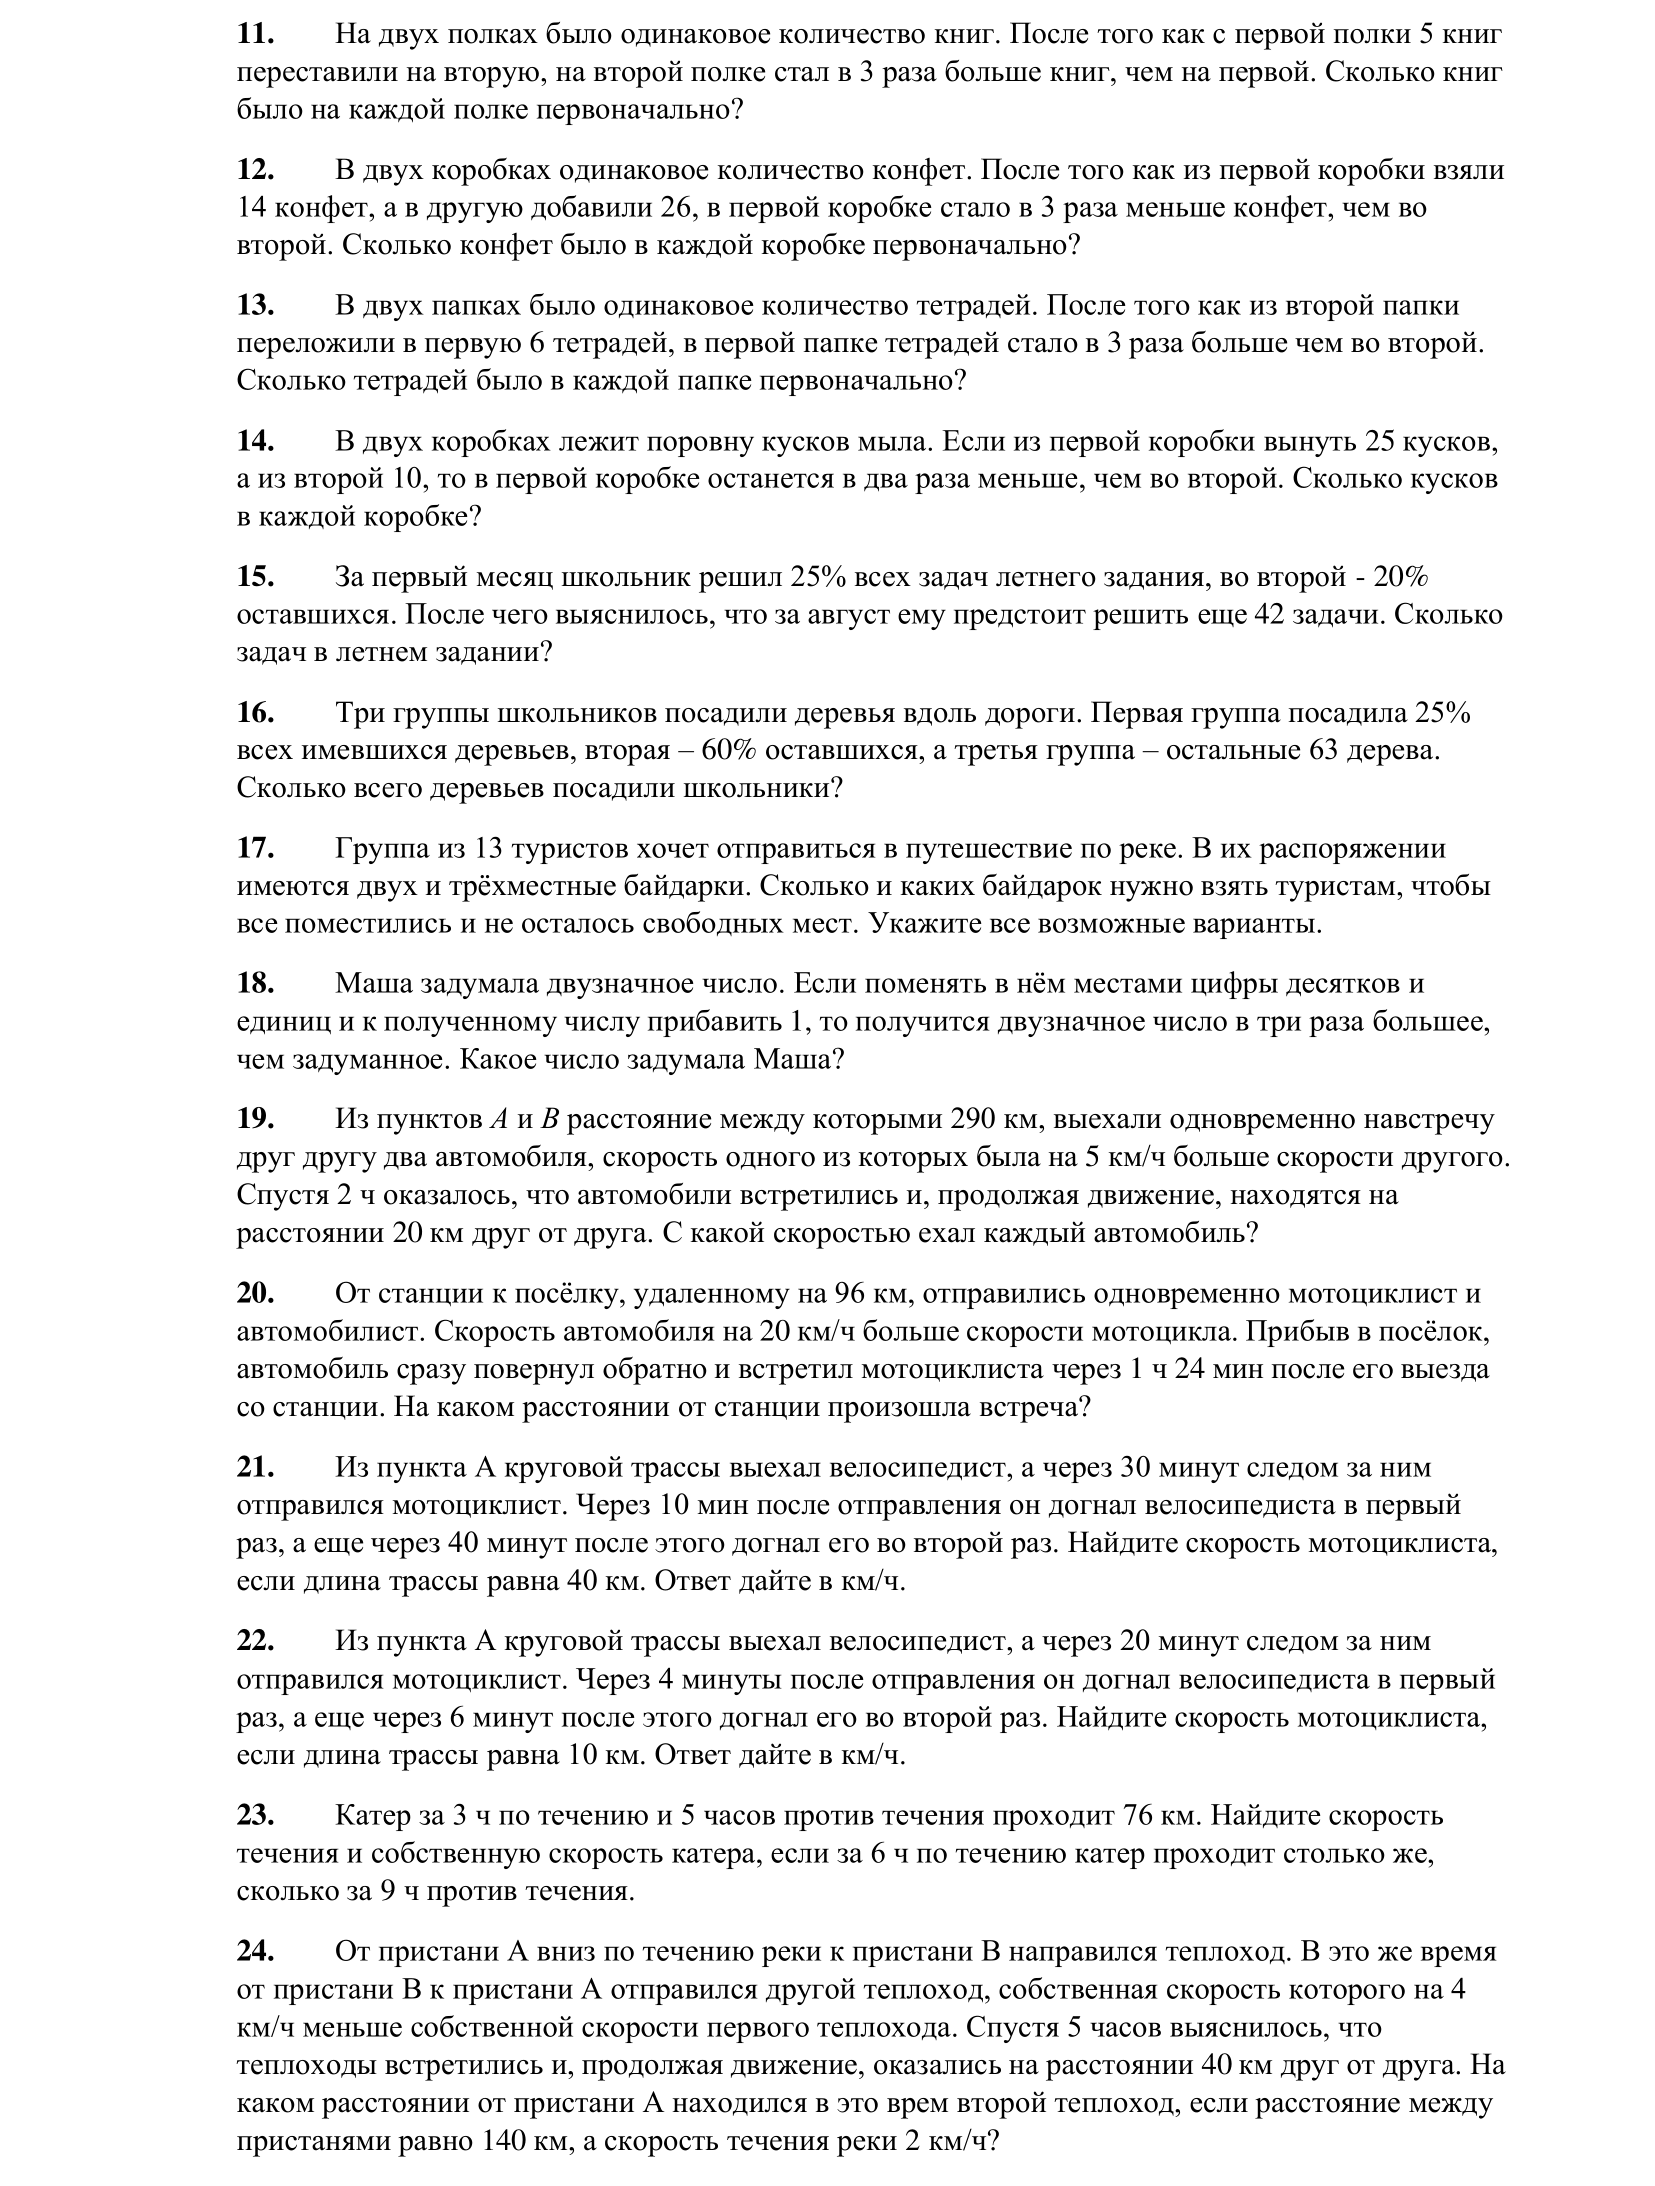 11. На двух полках было одинаковое количество книг. После того как с первой полки 5 книг
переставили на вторую, на второй полке стал в 3 раза больше книг, чем на первой. Сколько книг
было на каждой полке первоначально?
12. В двух коробках одинаковое количество конфет. После того как из первой коробки взяли
14 конфет, а в другую добавили 26, в первой коробке стало в 3 раза меньше конфет, чем во
второй. Сколько конфет было в каждой коробке первоначально?
13. В двух папках было одинаковое количество тетрадей. После того как из второй папки
переложили в первую 6 тетрадей, в первой папке тетрадей стало в 3 раза больше чем во второй.
Сколько тетрадей было в каждой папке первоначально?
14. В двух коробках лежит поровну кусков мыла. Если из первой коробки вынуть 25 кусков,
а из второй 10, то в первой коробке останется в два раза меньше, чем во второй. Сколько кусков
в каждой коробке?
15. За первый месяц школьник решил 25% всех задач летнего задания, во второй - 20%
оставшихся. После чего выяснилось, что за август ему предстоит решить еще 42 задачи. Сколько
задач в летнем задании?
16. Три группы школьников посадили деревья вдоль дороги. Первая группа посадила 25%
всех имевшихся деревьев, вторая – 60% оставшихся, а третья группа – остальные 63 дерева.
Сколько всего деревьев посадили школьники?
17. Группа из 13 туристов хочет отправиться в путешествие по реке. В их распоряжении
имеются двух и трёхместные байдарки. Сколько и каких байдарок нужно взять туристам, чтобы
все поместились и не осталось свободных мест. Укажите все возможные варианты.
18. Маша задумала двузначное число. Если поменять в нём местами цифры десятков и
единиц и к полученному числу прибавить 1, то получится двузначное число в три раза большее,
чем задуманное. Какое число задумала Маша?
19. Из пунктов A и B расстояние между которыми 290 км, выехали одновременно навстречу
друг другу два автомобиля, скорость одного из которых была на 5 км/ч больше скорости другого.
Спустя 2 ч оказалось, что автомобили встретились и, продолжая движение, находятся на
расстоянии 20 км друг от друга. С какой скоростью ехал каждый автомобиль?
20. От станции к посёлку, удаленному на 96 км, отправились одновременно мотоциклист и
автомобилист. Скорость автомобиля на 20 км/ч больше скорости мотоцикла. Прибыв в посёлок,
автомобиль сразу повернул обратно и встретил мотоциклиста через 1 ч 24 мин после его выезда
со станции. На каком расстоянии от станции произошла встреча?
21. Из пункта А круговой трассы выехал велосипедист, а через 30 минут следом за ним
отправился мотоциклист. Через 10 мин после отправления он догнал велосипедиста в первый
раз, а еще через 40 минут после этого догнал его во второй раз. Найдите скорость мотоциклиста,
если длина трассы равна 40 км. Ответ дайте в км/ч.
22. Из пункта А круговой трассы выехал велосипедист, а через 20 минут следом за ним
отправился мотоциклист. Через 4 минуты после отправления он догнал велосипедиста в первый
раз, а еще через 6 минут после этого догнал его во второй раз. Найдите скорость мотоциклиста,
если длина трассы равна 10 км. Ответ дайте в км/ч.
23. Катер за 3 ч по течению и 5 часов против течения проходит 76 км. Найдите скорость
течения и собственную скорость катера, если за 6 ч по течению катер проходит столько же,
сколько за 9 ч против течения.
24. От пристани А вниз по течению реки к пристани В направился теплоход. В это же время
от пристани В к пристани А отправился другой теплоход, собственная скорость которого на 4
км/ч меньше собственной скорости первого теплохода. Спустя 5 часов выяснилось, что
теплоходы встретились и, продолжая движение, оказались на расстоянии 40 км друг от друга. На
каком расстоянии от пристани А находился в это врем второй теплоход, если расстояние между
пристанями равно 140 км, а скорость течения реки 2 км/ч?